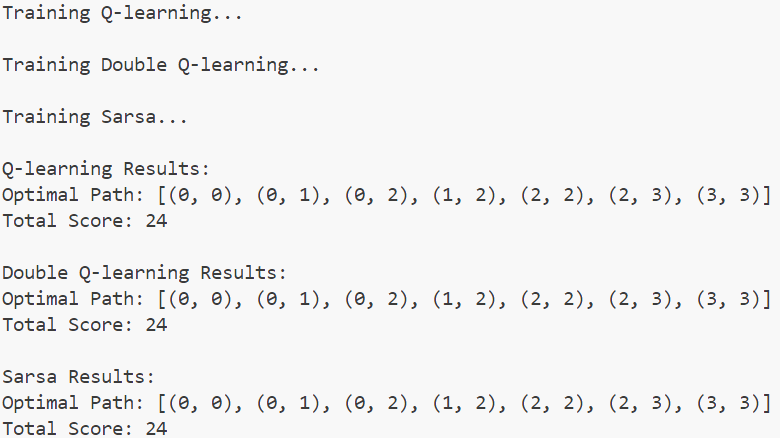 Training Q-learning...
Training Double Q-learning...
Training Sarsa...
Q-learning Results:
Optimal Path: [(0, 0), (0, 1), (0, 2), (1, 2), (2, 2), (2, 3), (3, 3)]
Total Score: 24
Double Q-learning Results:
Optimal Path: [(0, 0), (0, 1), (0, 2), (1, 2), (2, 2), (2, 3), (3, 3)]
Total Score: 24
Sarsa Results:
Optimal Path: [(0, 0), (0, 1), (0, 2), (1, 2), (2, 2), (2, 3), (3, 3)]
Total Score: 24